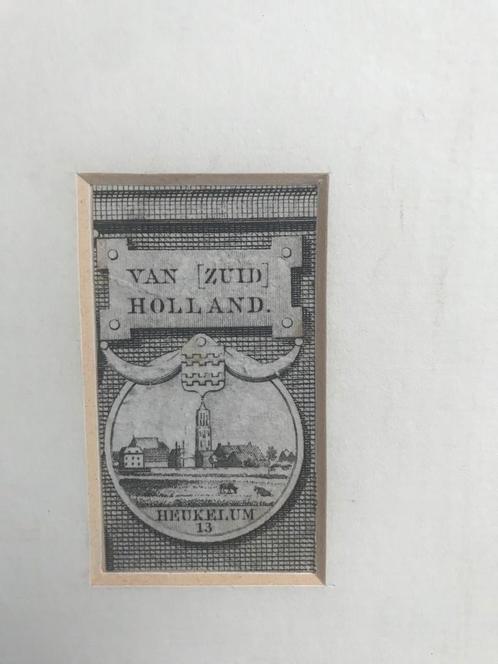 VAN [ZUID]
HOLLAND.
HEUKELUM
13